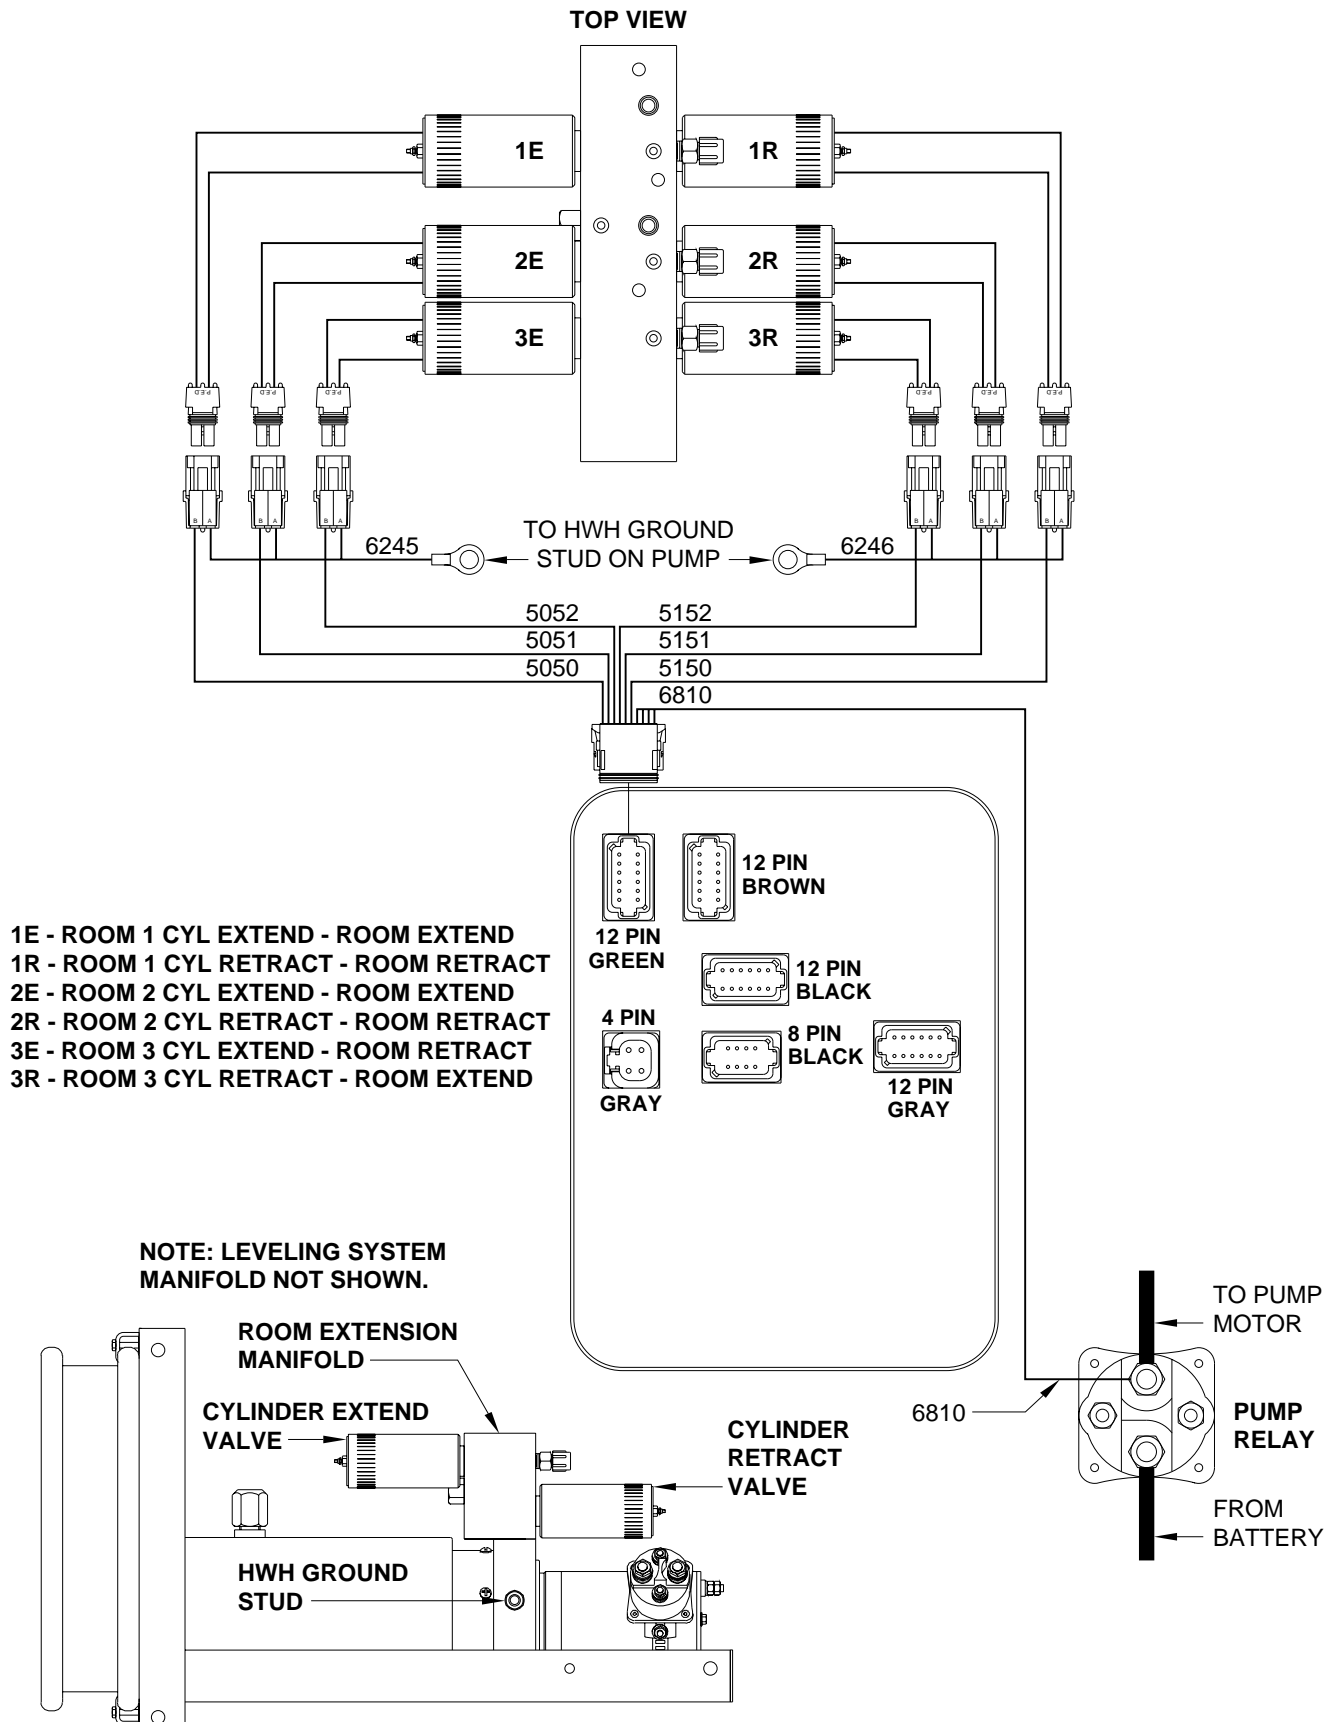 TOP VIEW
1E
1R
2E
2R
3E
3R
P.E.D
P.E.D
P.E.D
P.E.D
P.E.D
P.E.D
B A
B A
B A
B A
B A
B A
6245
TO HWH GROUND
STUD ON PUMP
6246
5052
5152
5051
5151
5050
5150
6810
12 PIN
BROWN
12 PIN
GREEN
12 PIN
BLACK
4 PIN
GRAY
8 PIN
BLACK
12 PIN
GRAY
1E - ROOM 1 CYL EXTEND - ROOM EXTEND
1R - ROOM 1 CYL RETRACT - ROOM RETRACT
2E - ROOM 2 CYL EXTEND - ROOM EXTEND
2R - ROOM 2 CYL RETRACT - ROOM RETRACT
3E - ROOM 3 CYL EXTEND - ROOM RETRACT
3R - ROOM 3 CYL RETRACT - ROOM EXTEND
NOTE: LEVELING SYSTEM
MANIFOLD NOT SHOWN.
ROOM EXTENSION
MANIFOLD
CYLINDER EXTEND
VALVE
CYLINDER
RETRACT
VALVE
HWH GROUND
STUD
TO PUMP
MOTOR
6810
PUMP
RELAY
FROM
BATTERY